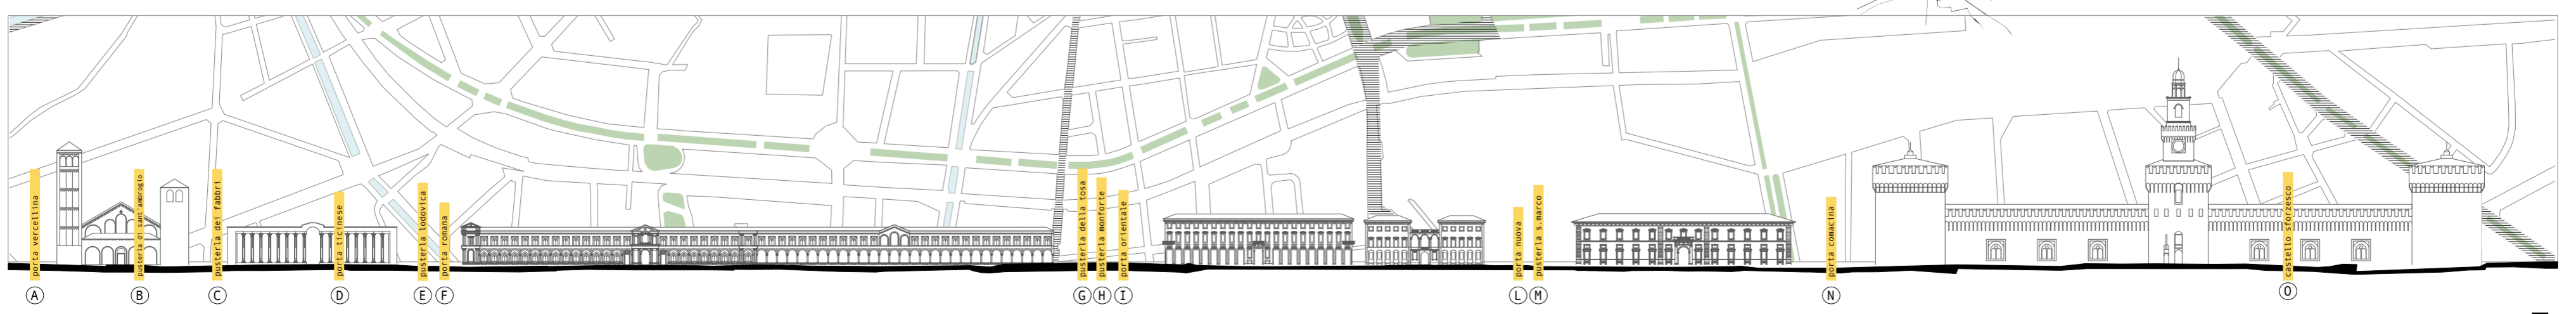 porta vercellina
pusterla di sant'ambrogio
pusterla dei fabbri
porta ticinese
pusterla lodovica
porta romana
pusterla della tosa
pusterla monforte
porta orientale
porta nuova
pusterla s.marco
porta comacina
castello sforzesco
A
B
C
D
E
F
G
H
I
L
M
N
O